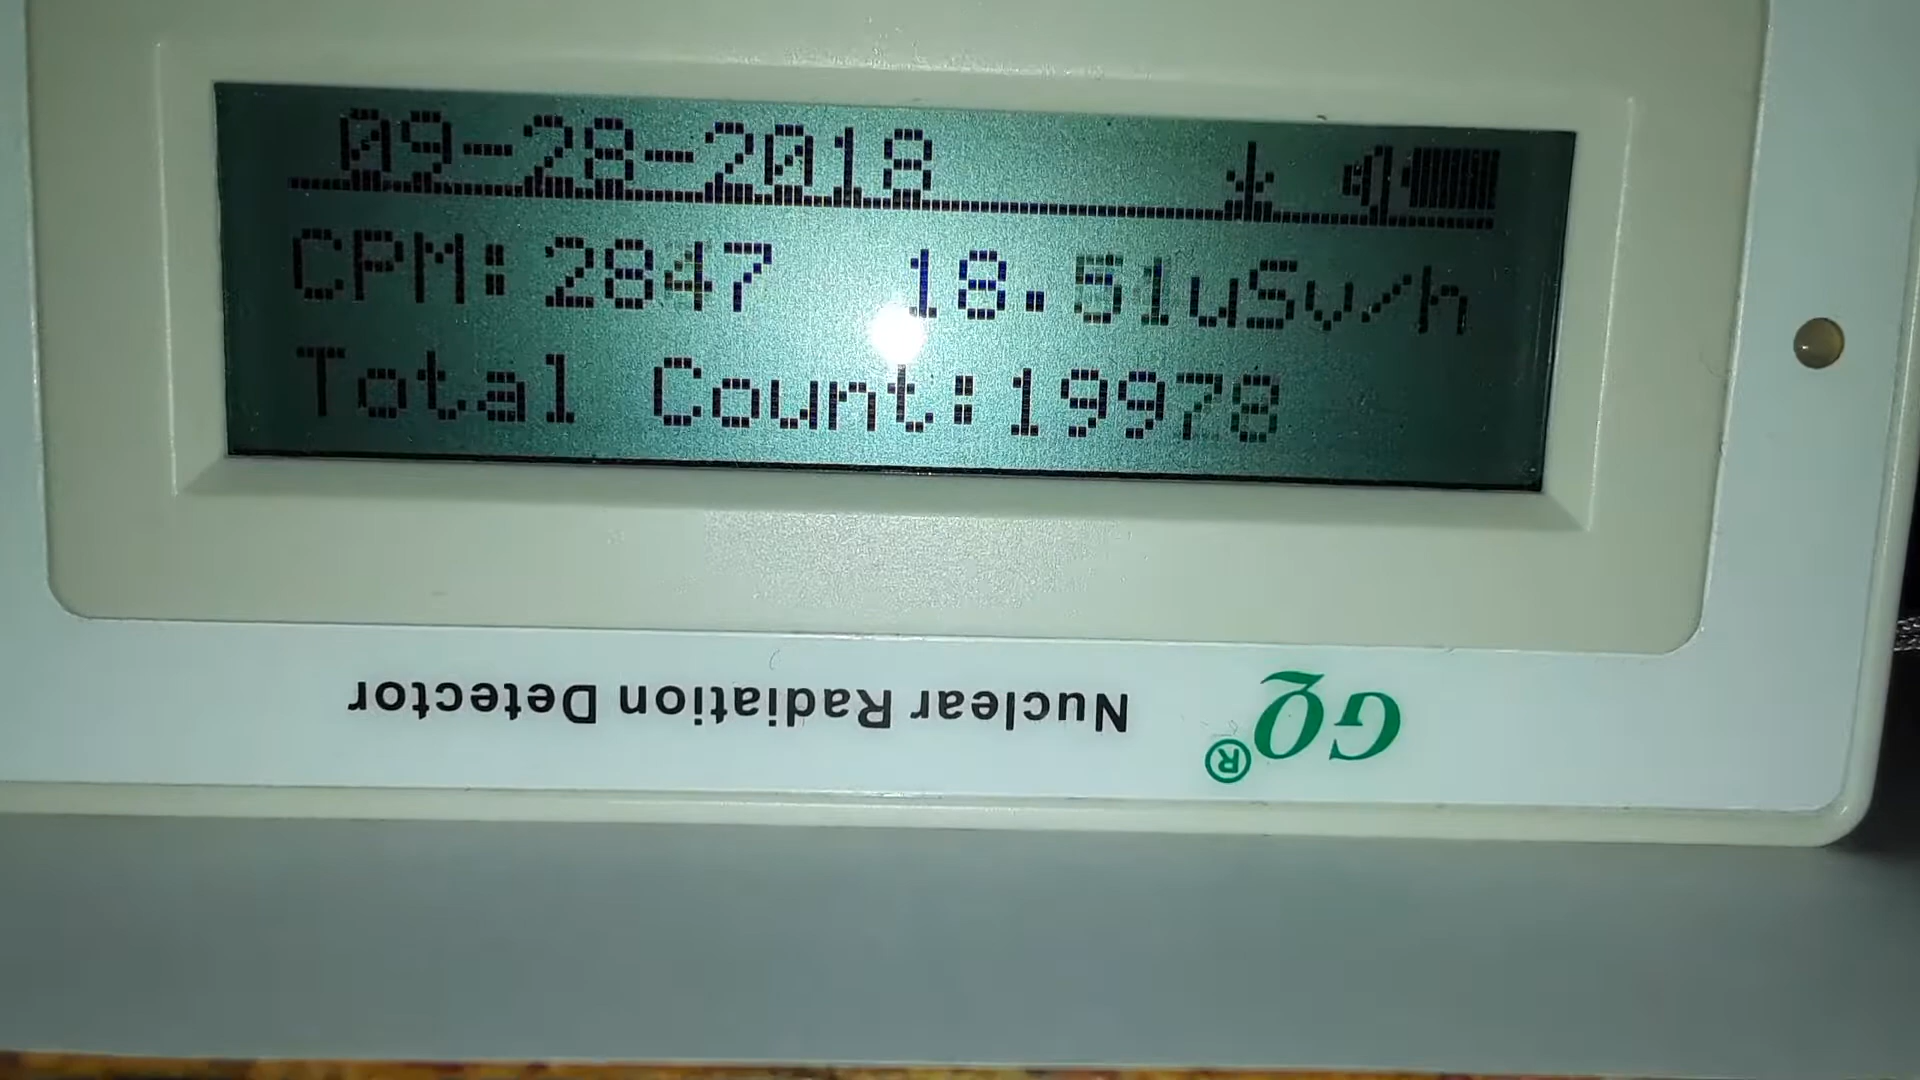 09-28-2018
CPM:2847 18.51uSv/h
Total Count:19978
GQ® Nuclear Radiation Detector